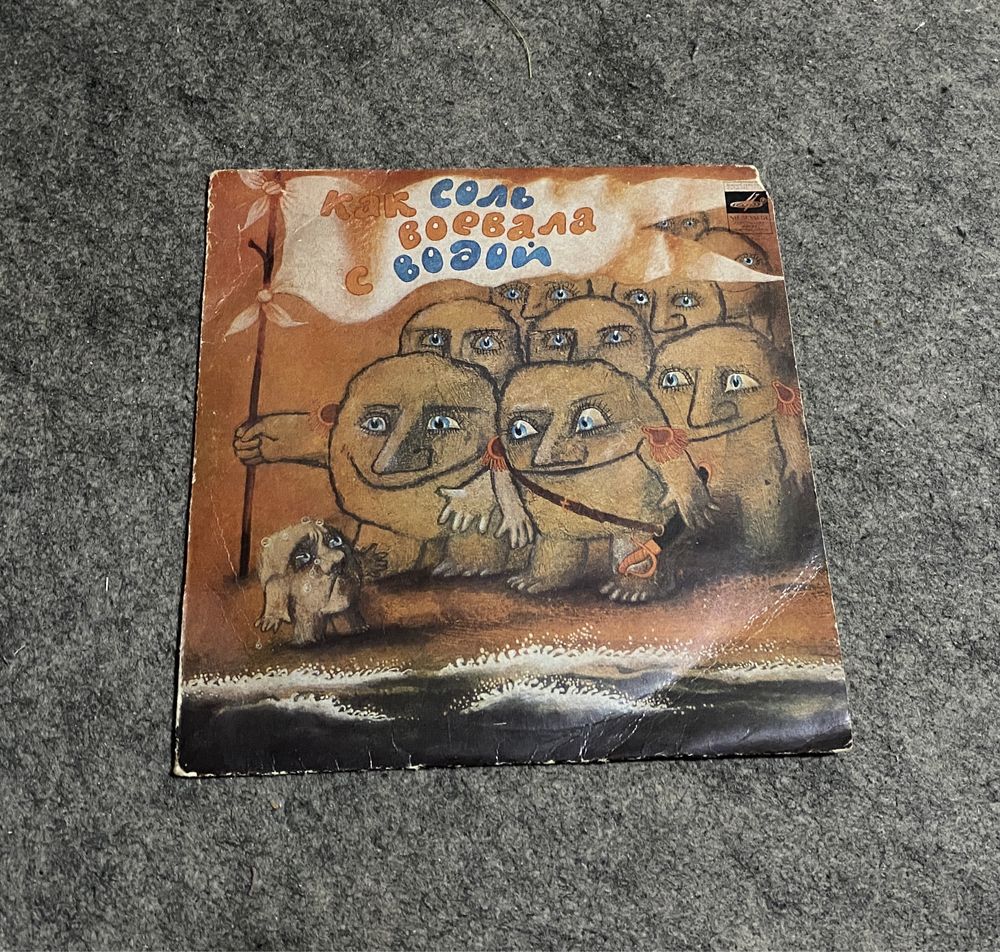 как соль
воевала
с водой